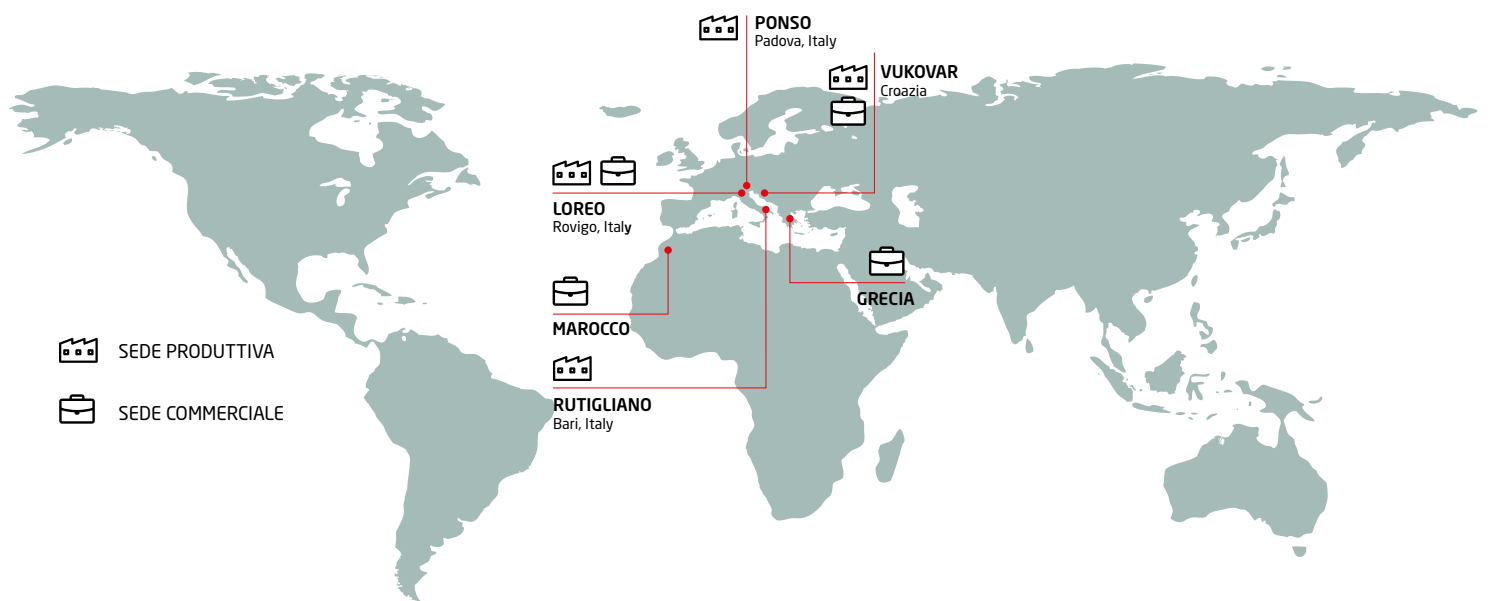 PONSO
Padova, Italy
VUKOVAR
Croazia
LOREO
Rovigo, Italy
GRECIA
MAROCCO
SEDE PRODUTTIVA
RUTIGLIANO
Bari, Italy
SEDE COMMERCIALE